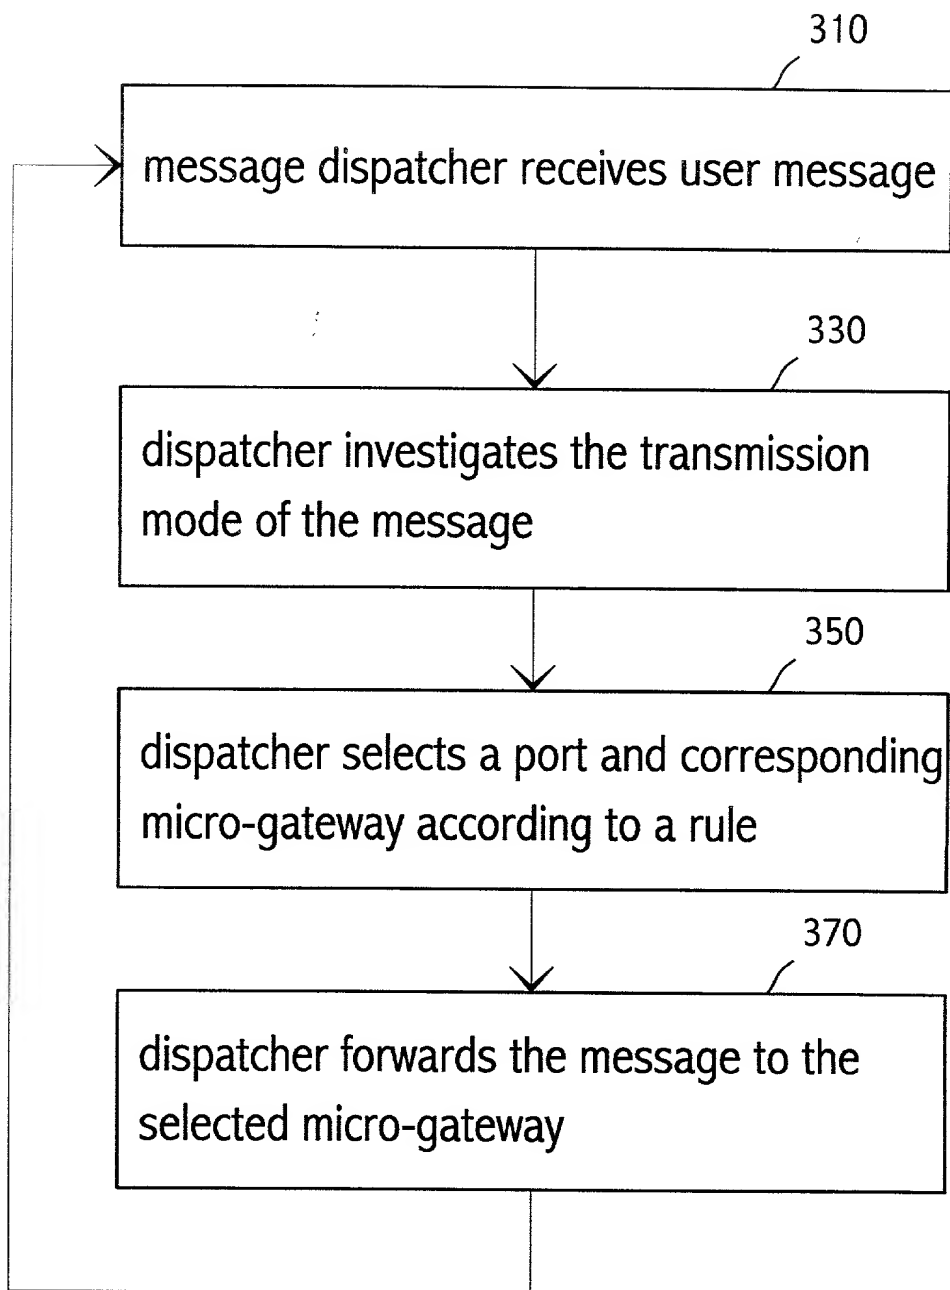 310
message dispatcher receives user message
330
dispatcher investigates the transmission
mode of the message
350
dispatcher selects a port and corresponding
micro-gateway according to a rule
370
dispatcher forwards the message to the
selected micro-gateway